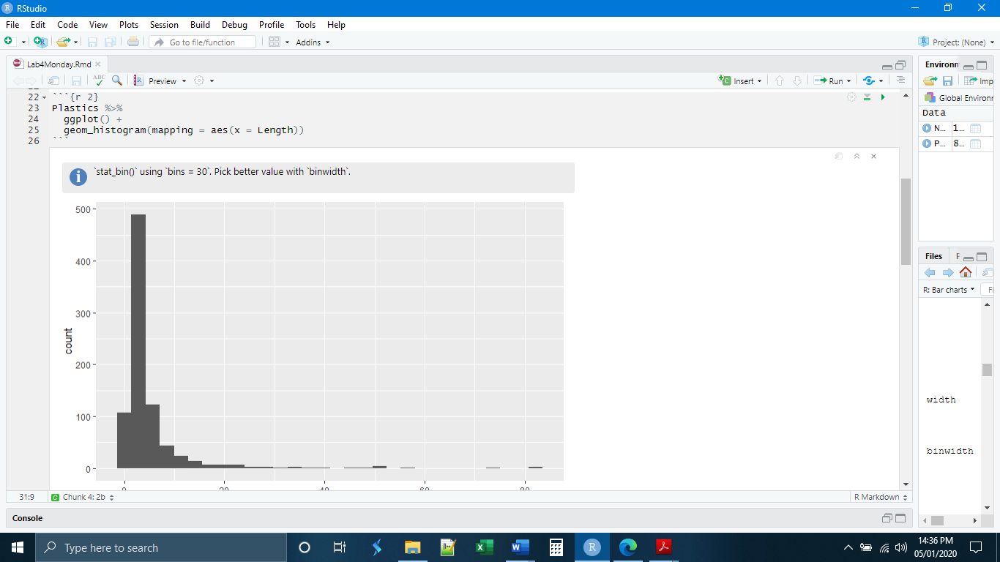 RStudio
File Edit Code View Plots Session Build Debug Profile Tools Help
Go to file/function Addins Project: (None)
Lab4Monday.Rmd
ABC Preview Insert Run
22 ```{r 2}
23 Plastics %>%
24 ggplot() +
25 geom_histogram(mapping = aes(x = Length))
26 ```
`stat_bin()` using `bins = 30`. Pick better value with `binwidth`.
500
400
300
200
100
0
count
0 20 40 60 80
31:9 Chunk 4: 2b R Markdown
Console
Environm
Imp
Global Environm
Data
N... 1...
P... 8...
Files
R: Bar charts Fi
width
binwidth
Type here to search
14:36 PM
05/01/2020